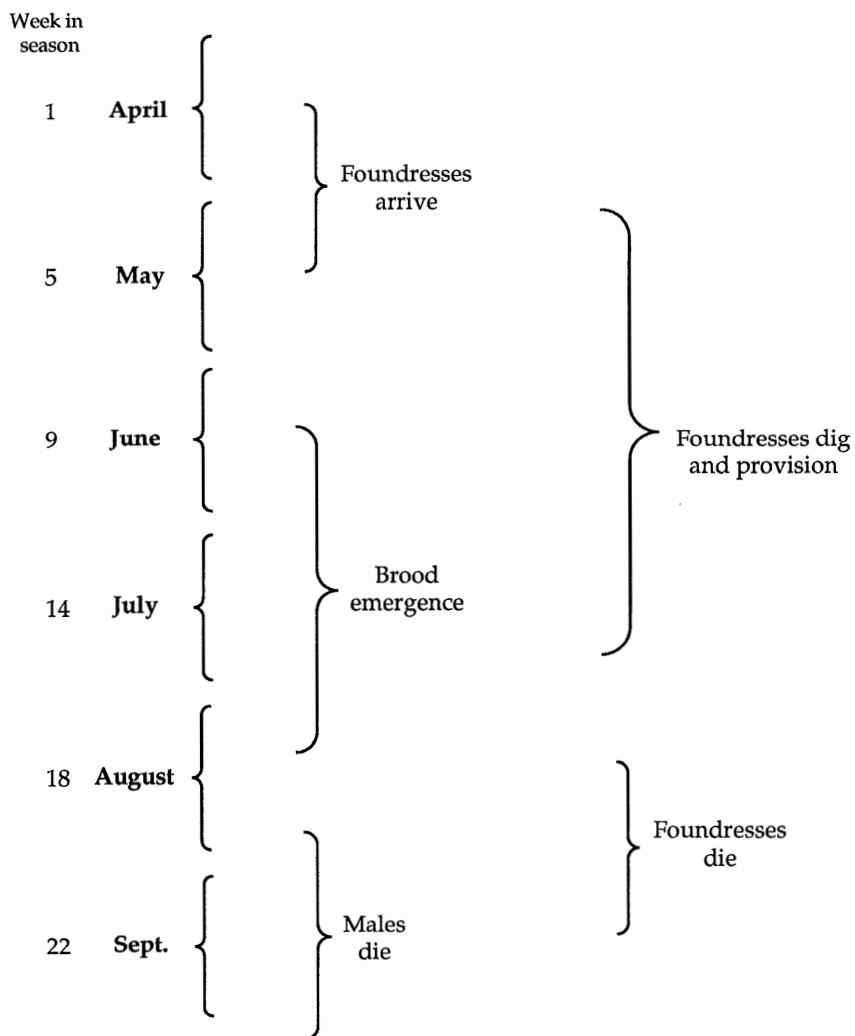 Week in
season
1 April
Foundresses
arrive
5 May
9 June
Foundresses dig
and provision
Brood
emergence
14 July
18 August
Foundresses
die
Males
die
22 Sept.